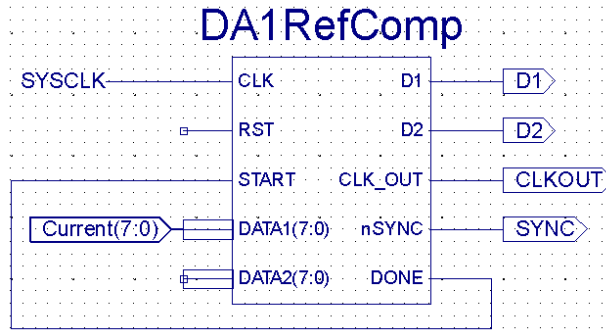 DA1RefComp
SYSCLK CLK D1 D1
RST D2 D2
START CLK_OUT CLKOUT
Current(7:0) DATA1(7:0) nSYNC SYNC
DATA2(7:0) DONE